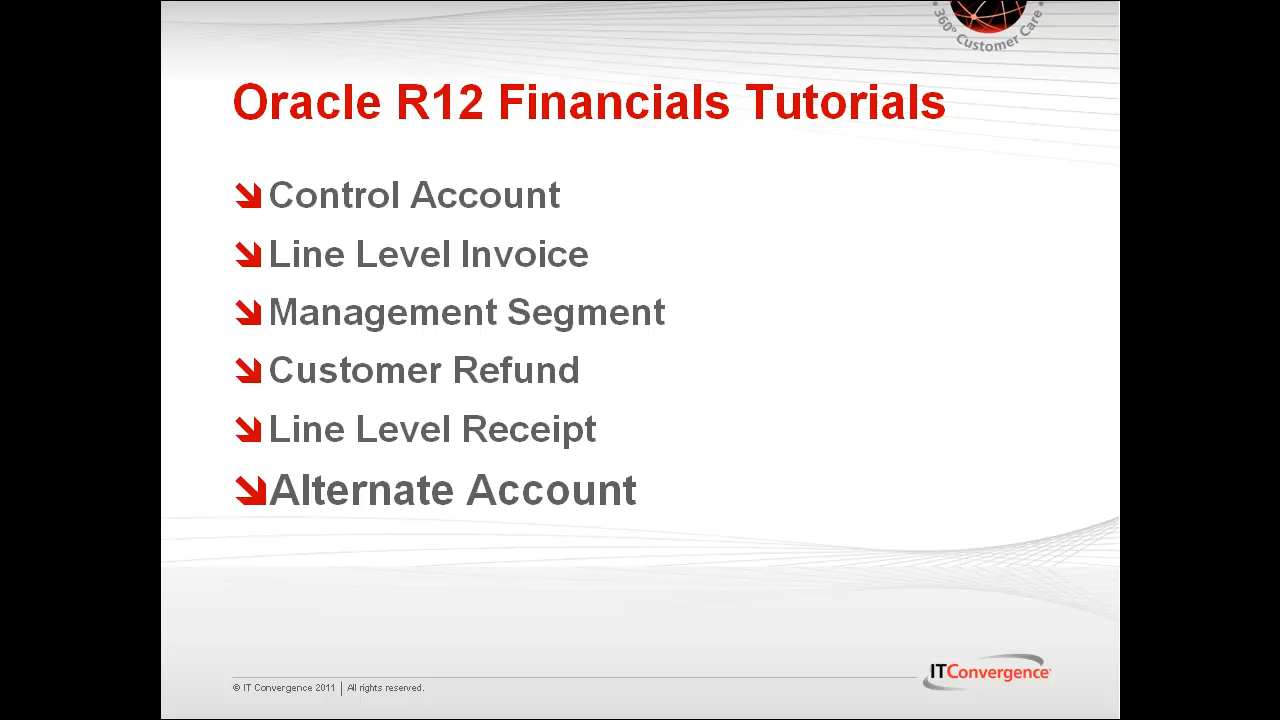 360° Customer Care
Oracle R12 Financials Tutorials
Control Account
Line Level Invoice
Management Segment
Customer Refund
Line Level Receipt
Alternate Account
© IT Convergence 2011 | All rights reserved.
ITConvergence